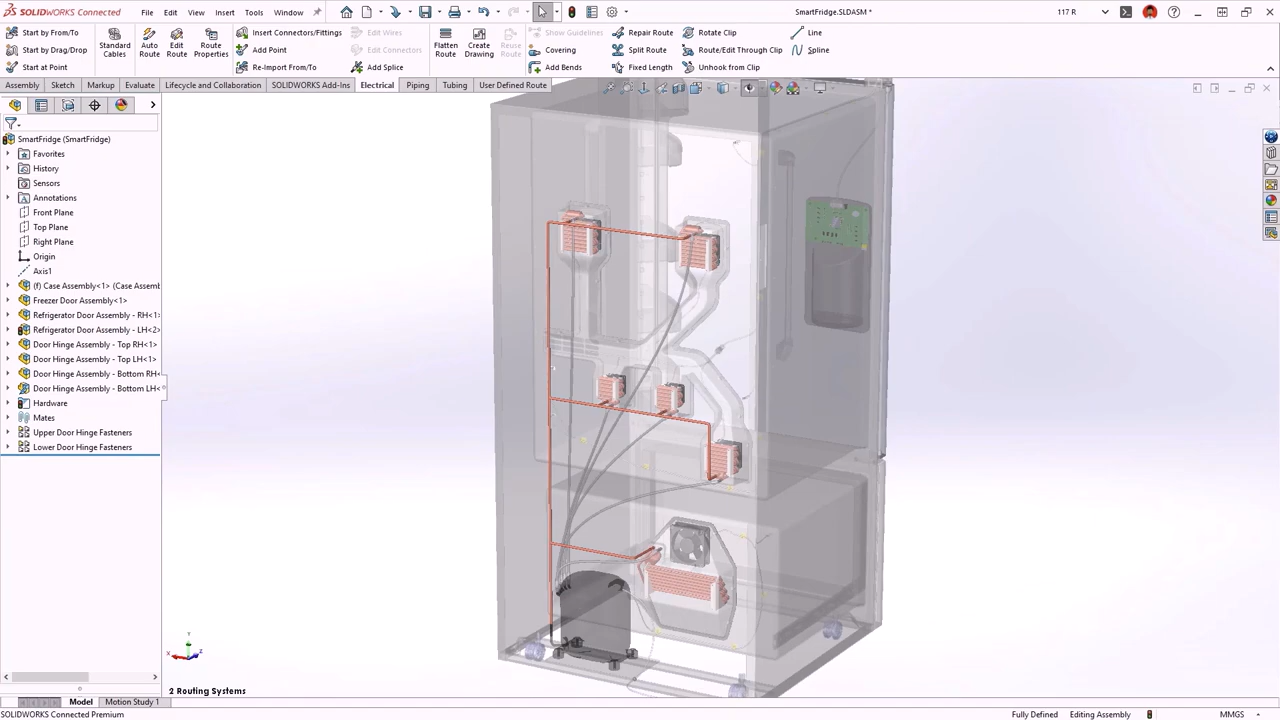 SOLIDWORKS Connected
File Edit View Insert Tools Window
SmartFridge.SLDASM *
117 R
Start by From/To
Start by Drag/Drop
Start at Point
Standard Cables
Auto Route
Edit Route
Route Properties
Insert Connectors/Fittings
Add Point
Re-Import From/To
Edit Wires
Edit Connectors
Add Splice
Flatten Route
Create Drawing
Reuse Route
Show Guidelines
Covering
Add Bends
Repair Route
Split Route
Fixed Length
Rotate Clip
Route/Edit Through Clip
Unhook from Clip
Line
Spline
Assembly Sketch Markup Evaluate Lifecycle and Collaboration SOLIDWORKS Add-Ins Electrical Piping Tubing User Defined Route
SmartFridge (SmartFridge)
Favorites
History
Sensors
Annotations
Front Plane
Top Plane
Right Plane
Origin
Axis1
(f) Case Assembly<1> (Case Assemb
Freezer Door Assembly<1>
Refrigerator Door Assembly - RH<1>
Refrigerator Door Assembly - LH<2>
Door Hinge Assembly - Top RH<1>
Door Hinge Assembly - Top LH<1>
Door Hinge Assembly - Bottom RH<
Door Hinge Assembly - Bottom LH<
Hardware
Mates
Upper Door Hinge Fasteners
Lower Door Hinge Fasteners
Y
X
Z
2 Routing Systems
Model Motion Study 1
SOLIDWORKS Connected Premium
Fully Defined
Editing Assembly
MMGS